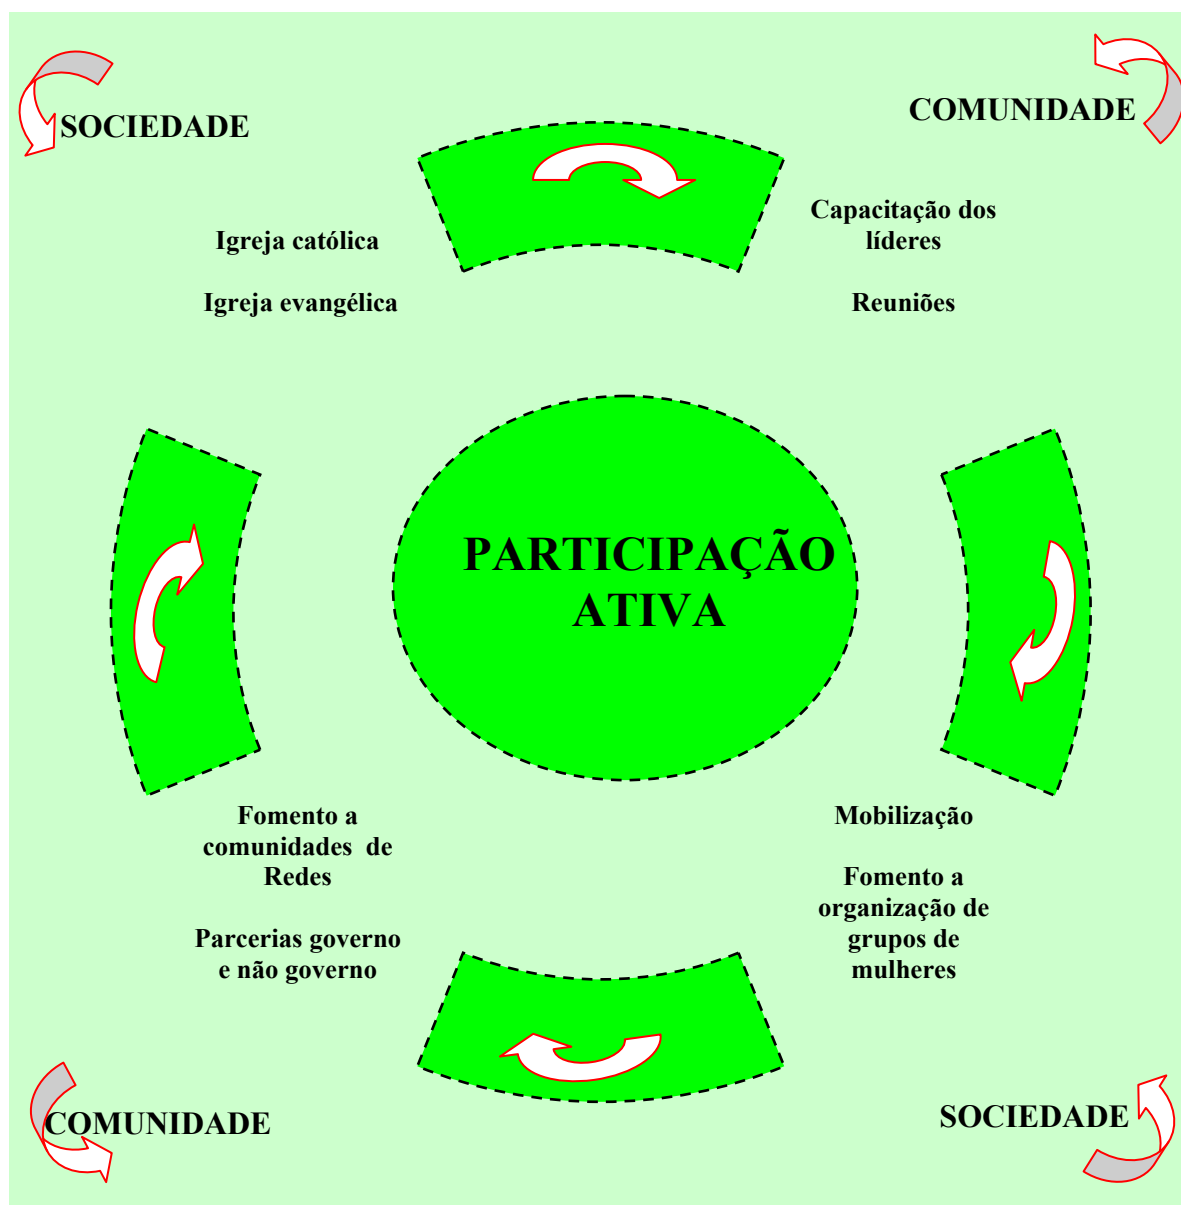 SOCIEDADE
COMUNIDADE
Igreja católica
Igreja evangélica
Capacitação dos
líderes
Reuniões
PARTICIPAÇÃO
ATIVA
Fomento a
comunidades de
Redes
Parcerias governo
e não governo
Mobilização
Fomento a
organização de
grupos de
mulheres
COMUNIDADE
SOCIEDADE